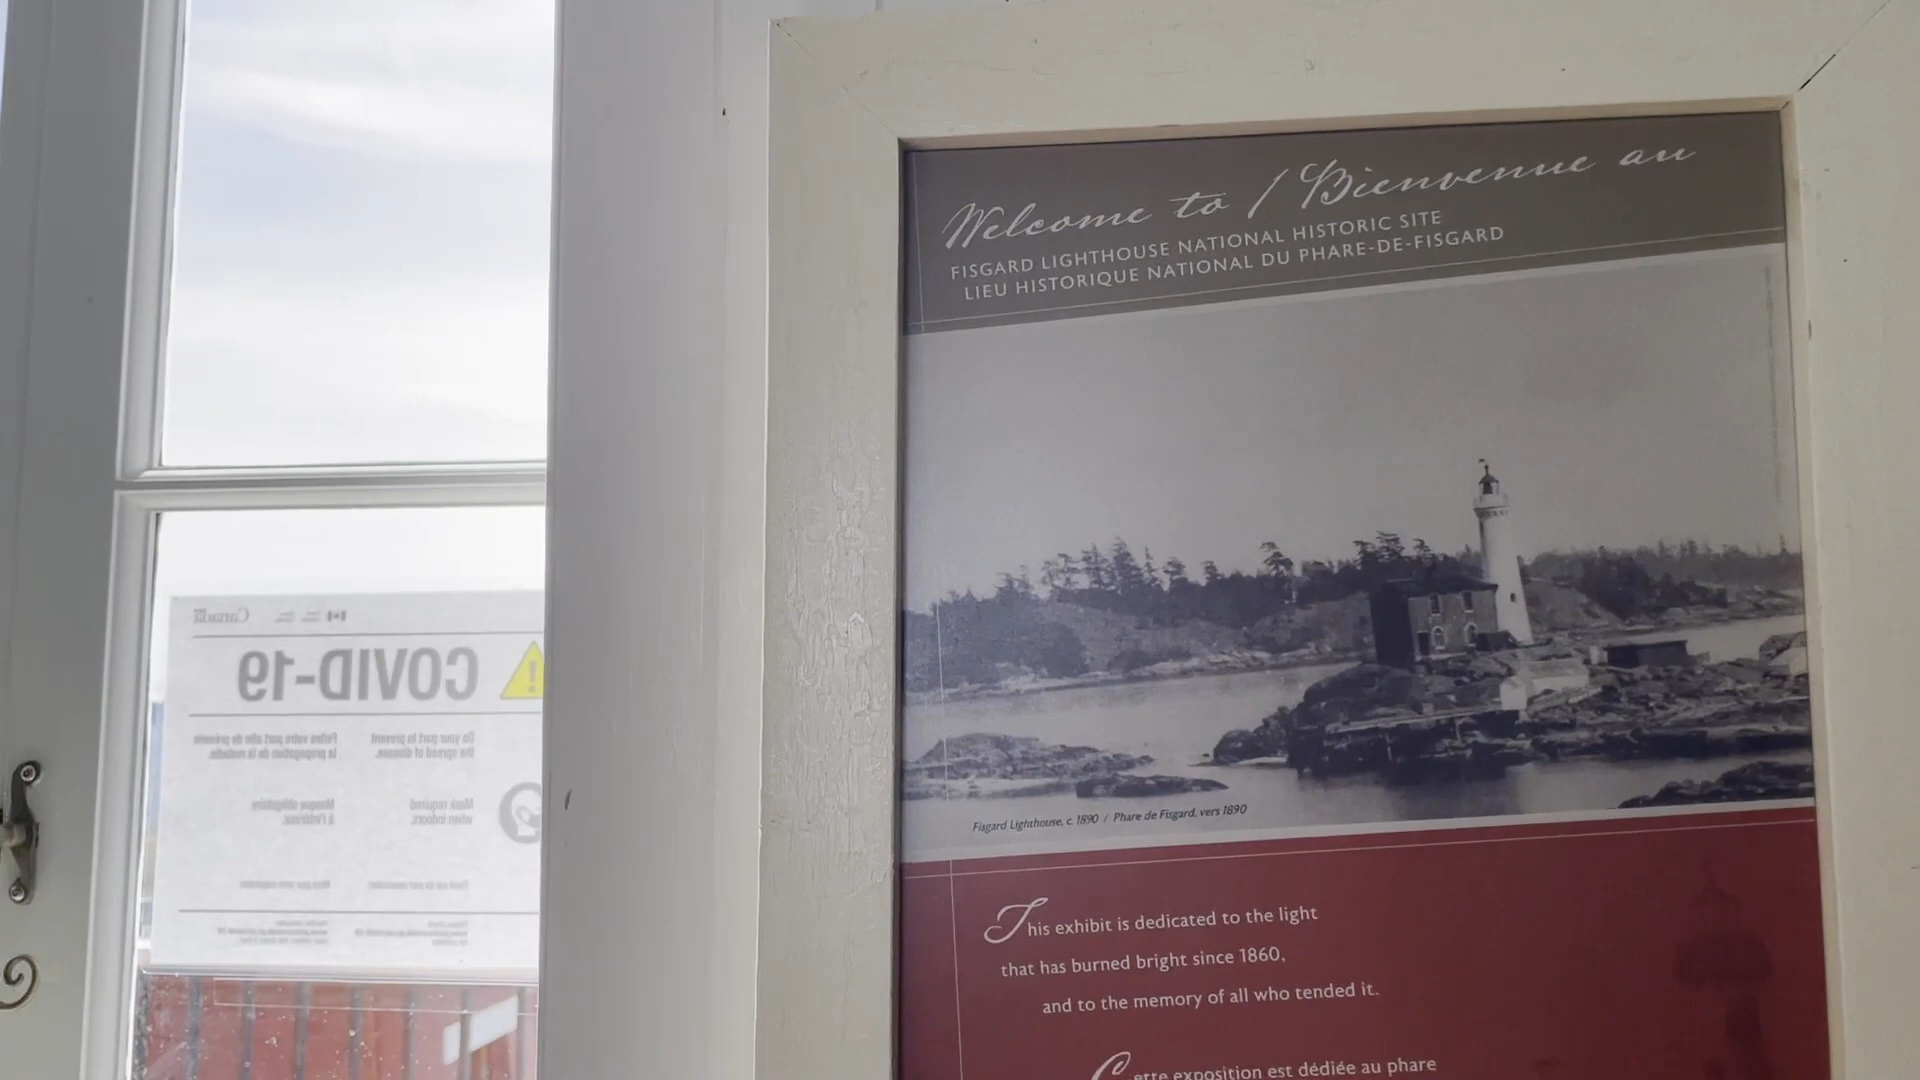 Welcome to / Bienvenue au
FISGARD LIGHTHOUSE NATIONAL HISTORIC SITE
LIEU HISTORIQUE NATIONAL DU PHARE-DE-FISGARD
Fisgard Lighthouse, c. 1890 / Phare de Fisgard, vers 1890
This exhibit is dedicated to the light
that has burned bright since 1860,
and to the memory of all who tended it.
Cette exposition est dédiée au phare
Canada
COVID-19
Do your part to prevent
the spread of disease.
Faites votre part afin de prévenir
la propagation de la maladie.
Mask required
when indoors.
Masque obligatoire
à l'intérieur.